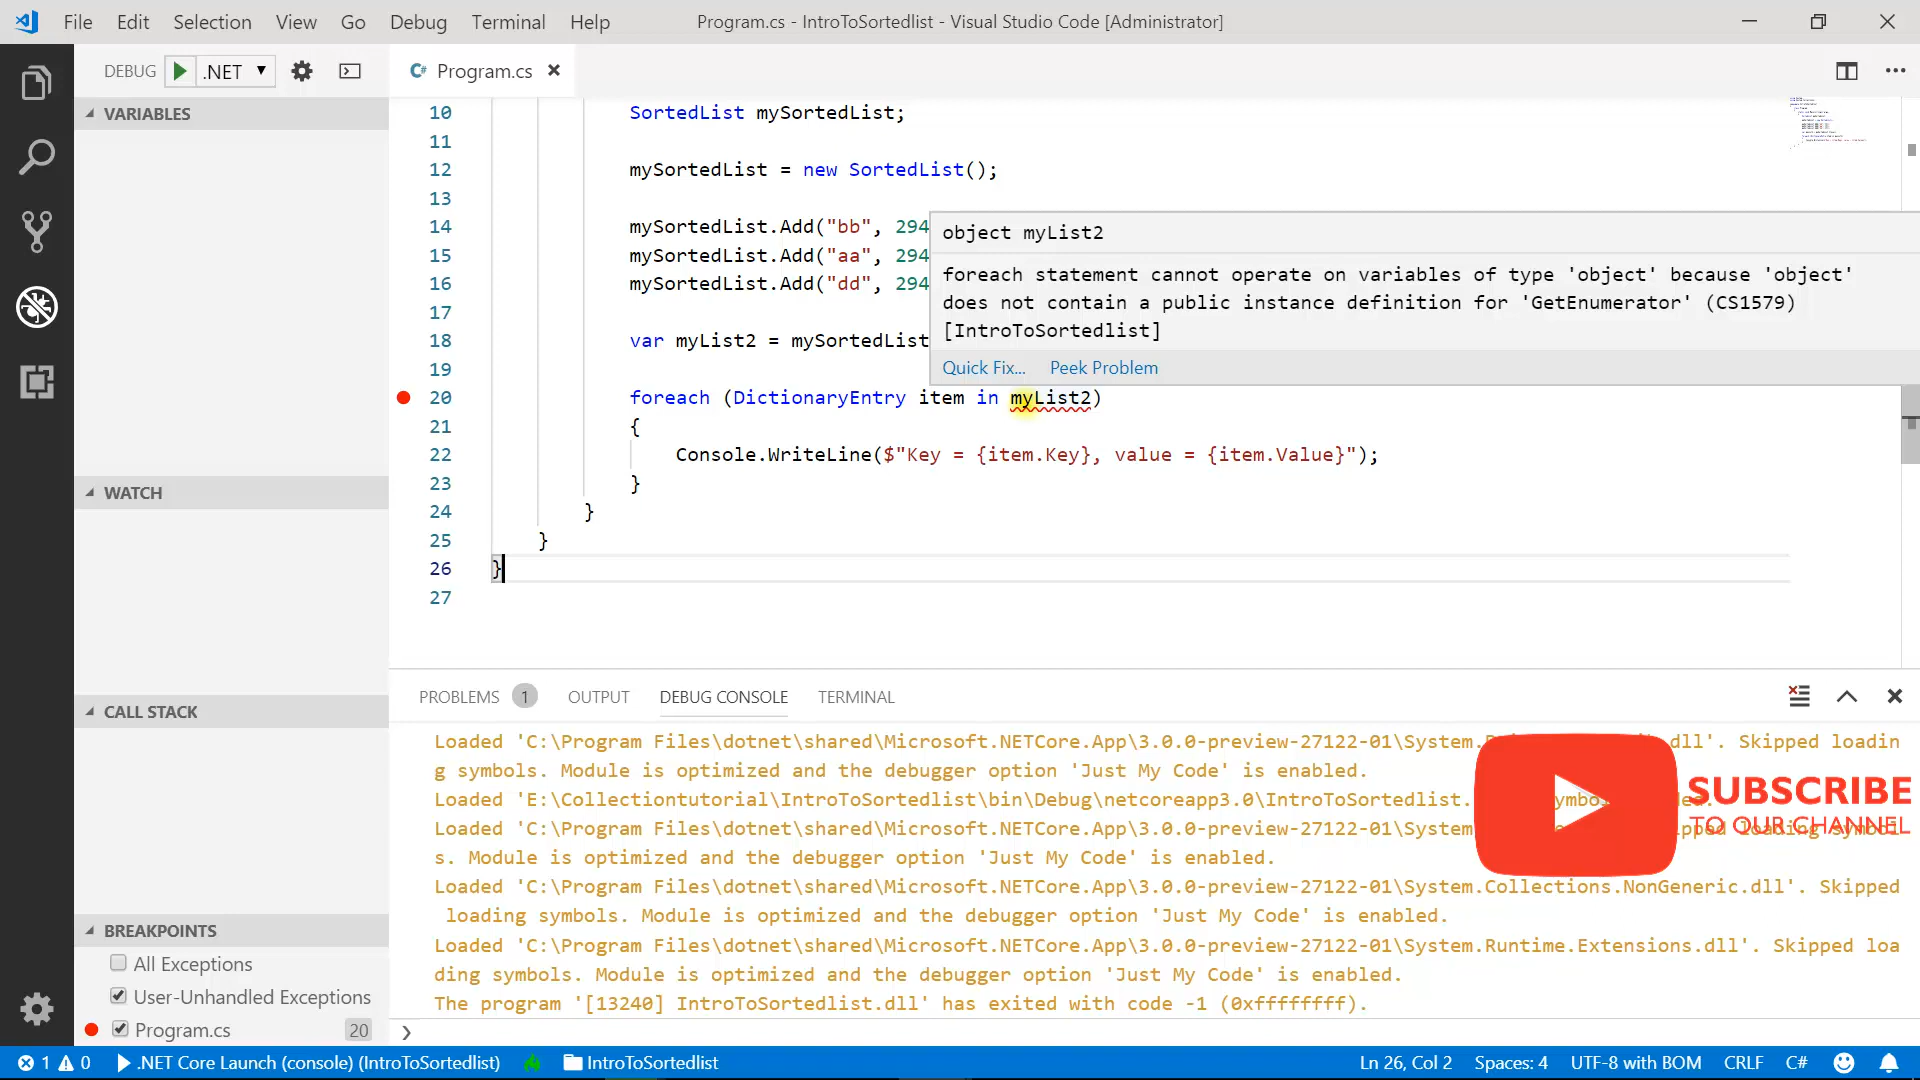 File Edit Selection View Go Debug Terminal Help Program.cs - IntroToSortedlist - Visual Studio Code [Administrator]
DEBUG .NET
Program.cs
VARIABLES
WATCH
CALL STACK
BREAKPOINTS
All Exceptions
User-Unhandled Exceptions
Program.cs 20
10 SortedList mySortedList;
11
12 mySortedList = new SortedList();
13
14 mySortedList.Add("bb", 294
15 mySortedList.Add("aa", 294
16 mySortedList.Add("dd", 294
17
18 var myList2 = mySortedList
19
20 foreach (DictionaryEntry item in myList2)
21 {
22 Console.WriteLine($"Key = {item.Key}, value = {item.Value}");
23 }
24 }
25 }
26 }
27
object myList2
foreach statement cannot operate on variables of type 'object' because 'object'
does not contain a public instance definition for 'GetEnumerator' (CS1579)
[IntroToSortedlist]
Quick Fix... Peek Problem
PROBLEMS 1 OUTPUT DEBUG CONSOLE TERMINAL
Loaded 'C:\Program Files\dotnet\shared\Microsoft.NETCore.App\3.0.0-preview-27122-01\System. dll'. Skipped loadin
g symbols. Module is optimized and the debugger option 'Just My Code' is enabled.
Loaded 'E:\Collectiontutorial\IntroToSortedlist\bin\Debug\netcoreapp3.0\IntroToSortedlist.
Loaded 'C:\Program Files\dotnet\shared\Microsoft.NETCore.App\3.0.0-preview-27122-01\System.
s. Module is optimized and the debugger option 'Just My Code' is enabled.
Loaded 'C:\Program Files\dotnet\shared\Microsoft.NETCore.App\3.0.0-preview-27122-01\System.Collections.NonGeneric.dll'. Skipped
loading symbols. Module is optimized and the debugger option 'Just My Code' is enabled.
Loaded 'C:\Program Files\dotnet\shared\Microsoft.NETCore.App\3.0.0-preview-27122-01\System.Runtime.Extensions.dll'. Skipped loa
ding symbols. Module is optimized and the debugger option 'Just My Code' is enabled.
The program '[13240] IntroToSortedlist.dll' has exited with code -1 (0xffffffff).
SUBSCRIBE
TO OUR CHANNEL
1 0 .NET Core Launch (console) (IntroToSortedlist) IntroToSortedlist Ln 26, Col 2 Spaces: 4 UTF-8 with BOM CRLF C#